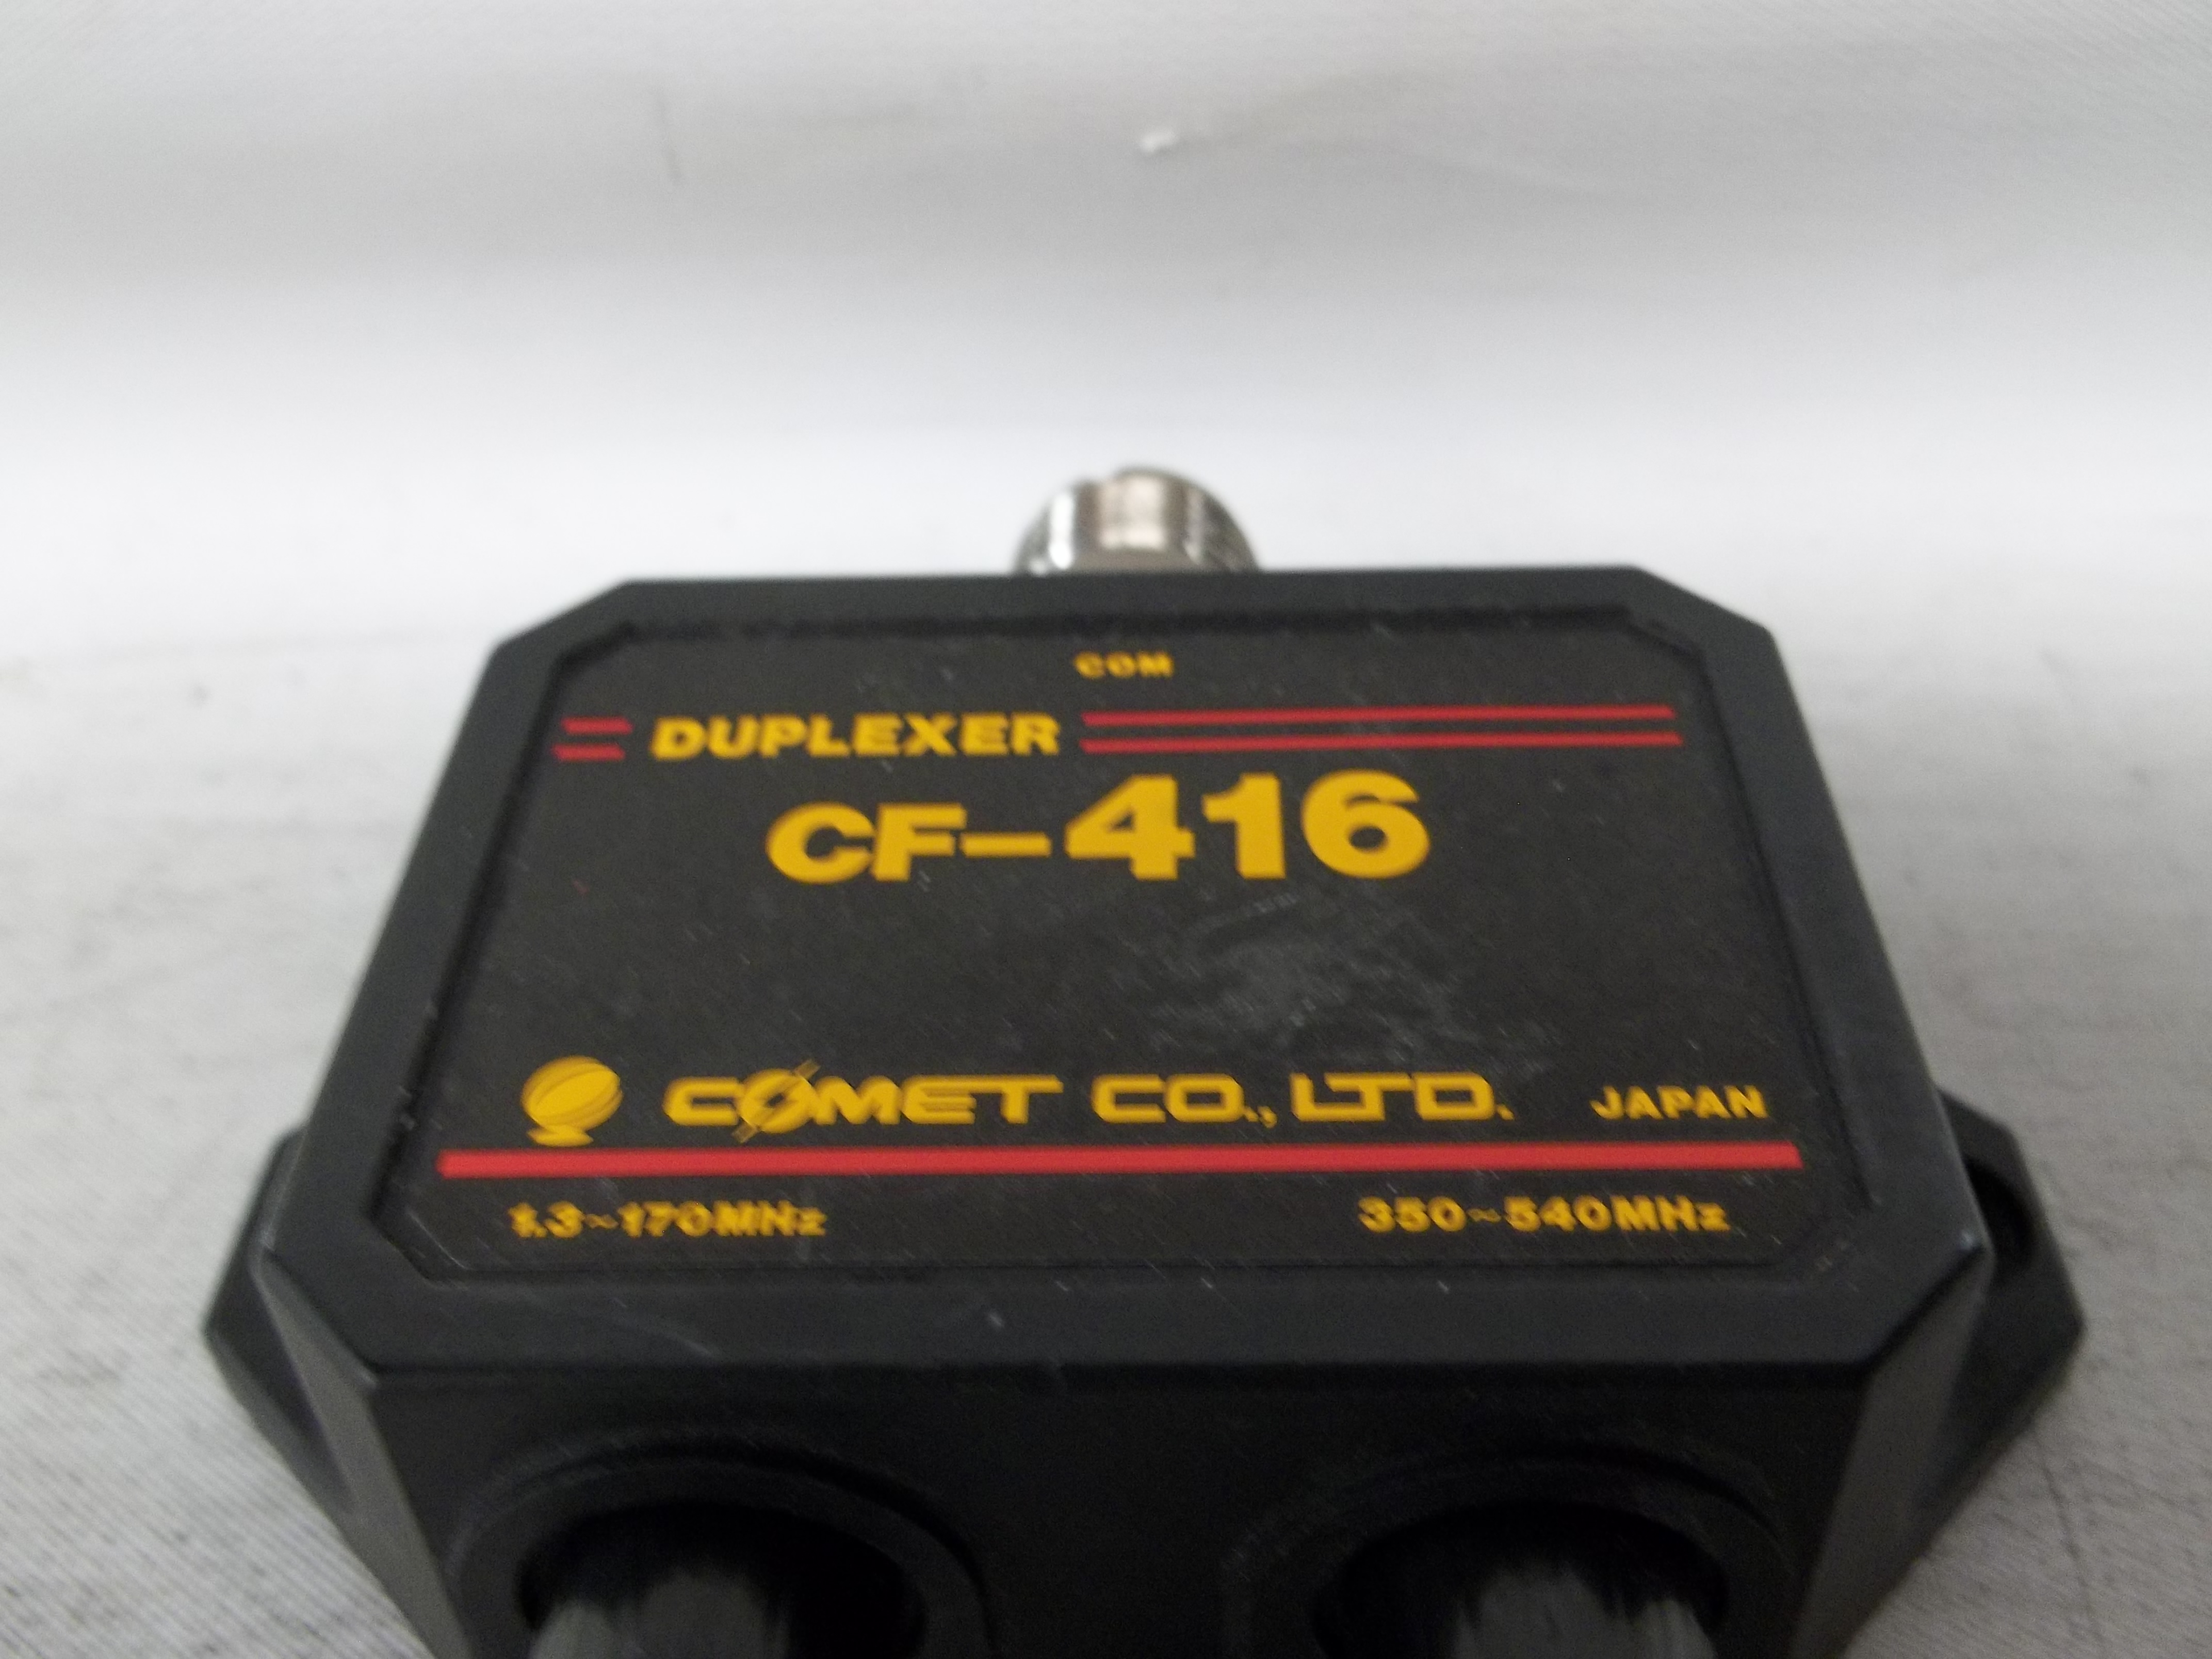 COM
DUPLEXER
CF-416
COMET CO., LTD. JAPAN
1.3~170MHz 350~540MHz